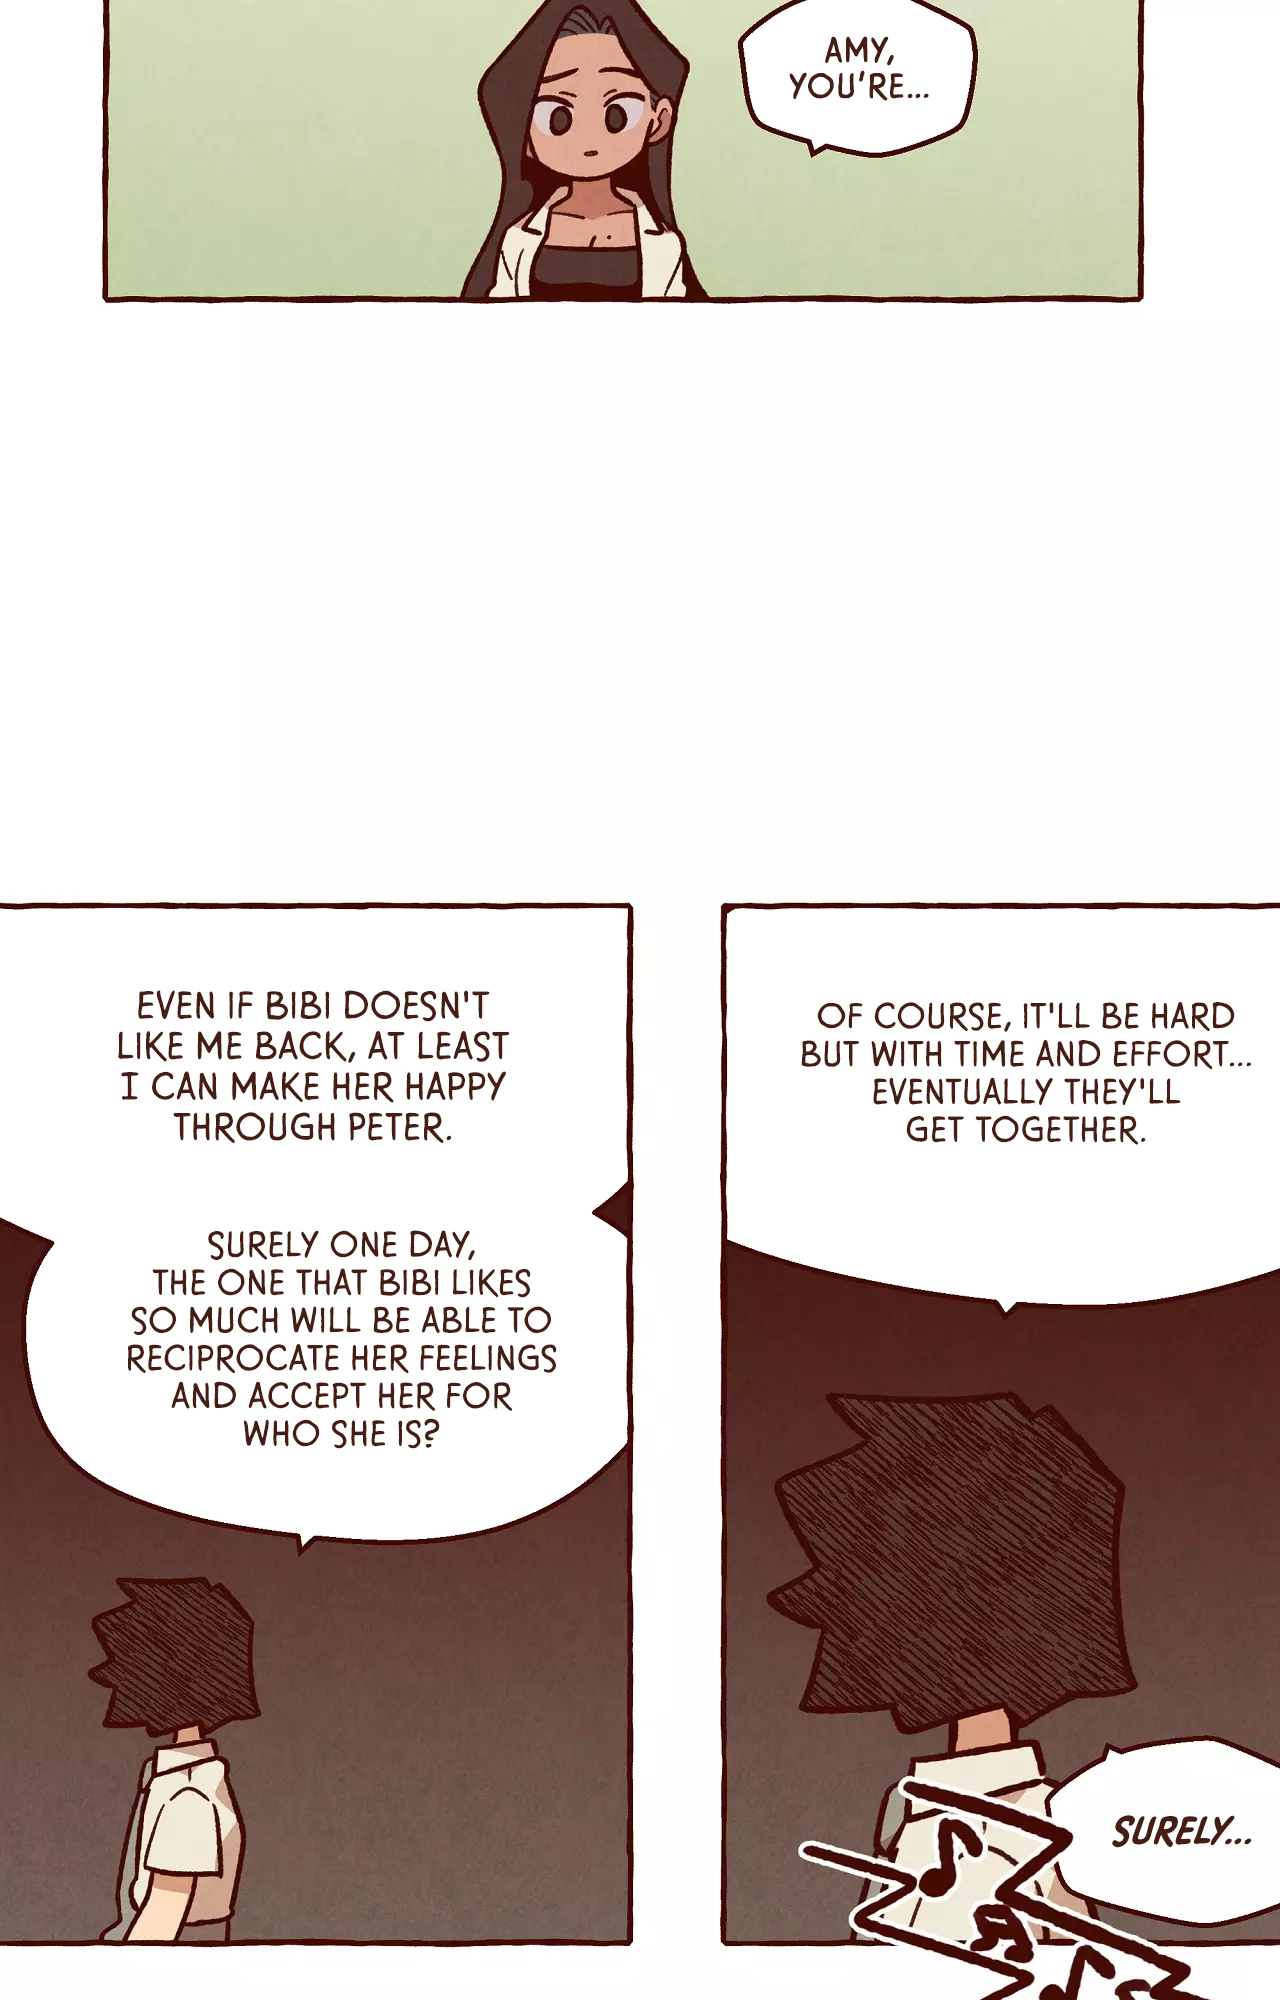 AMY,
YOU'RE...
EVEN IF BIBI DOESN'T
LIKE ME BACK, AT LEAST
I CAN MAKE HER HAPPY
THROUGH PETER.
SURELY ONE DAY,
THE ONE THAT BIBI LIKES
SO MUCH WILL BE ABLE TO
RECIPROCATE HER FEELINGS
AND ACCEPT HER FOR
WHO SHE IS?
OF COURSE, IT'LL BE HARD
BUT WITH TIME AND EFFORT...
EVENTUALLY THEY'LL
GET TOGETHER.
SURELY...